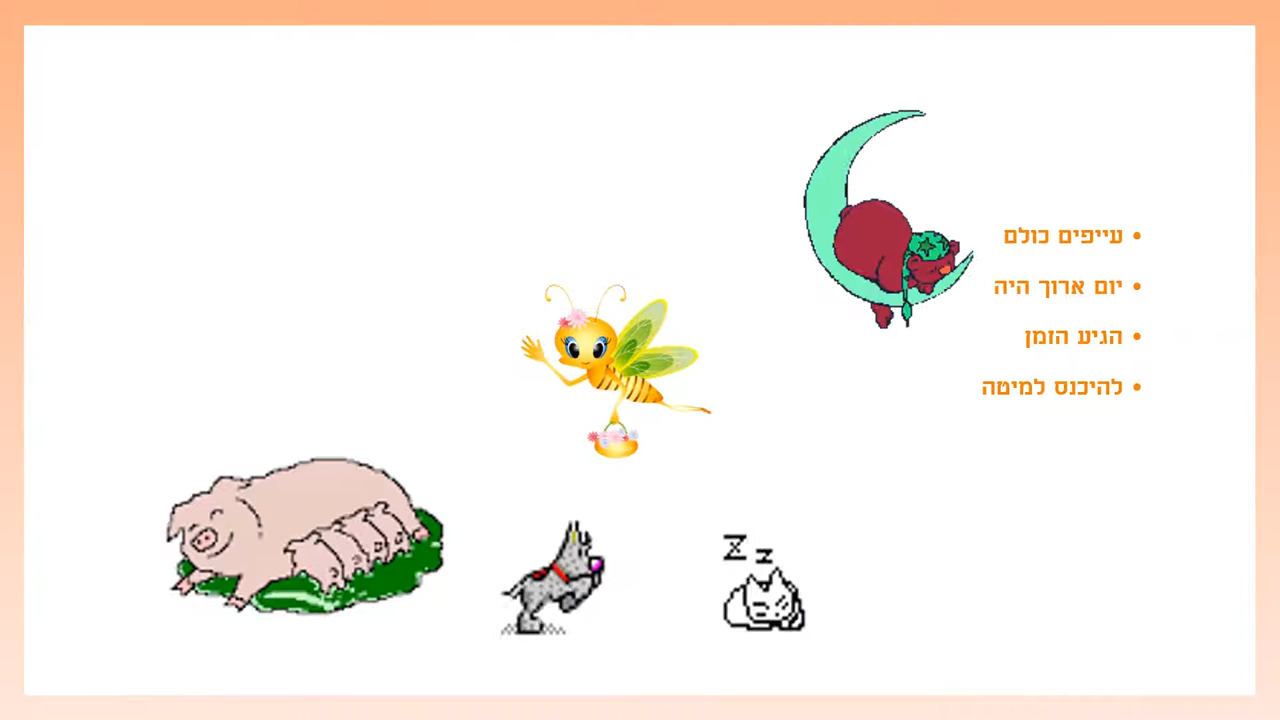 עייפים כולם
יום ארוך היה
הגיע הזמן
להיכנס למיטה
Z z